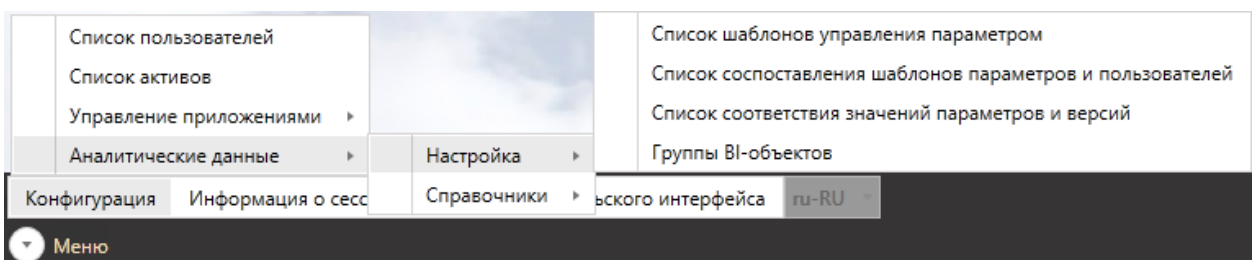 Список пользователей
Список активов
Управление приложениями
Аналитические данные
Настройка
Справочники
Список шаблонов управления параметром
Список соспоставления шаблонов параметров и пользователей
Список соответствия значений параметров и версий
Группы BI-объектов
Конфигурация Информация о сесс ьского интерфейса ru-RU
Меню